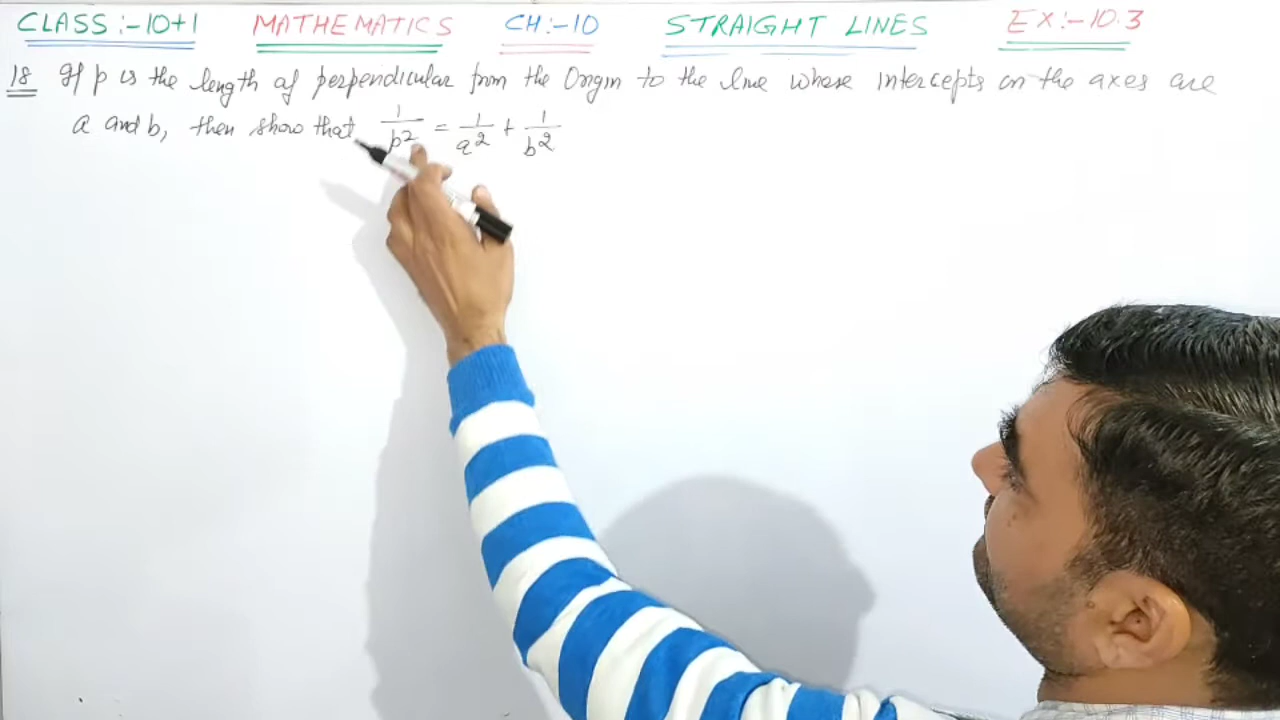 CLASS:-10+1 MATHEMATICS CH:-10 STRAIGHT LINES EX:-10.3
18 If p is the length of perpendicular from the Origin to the line whose intercepts on the axes are
a and b, then show that 1/p² = 1/a² + 1/b²